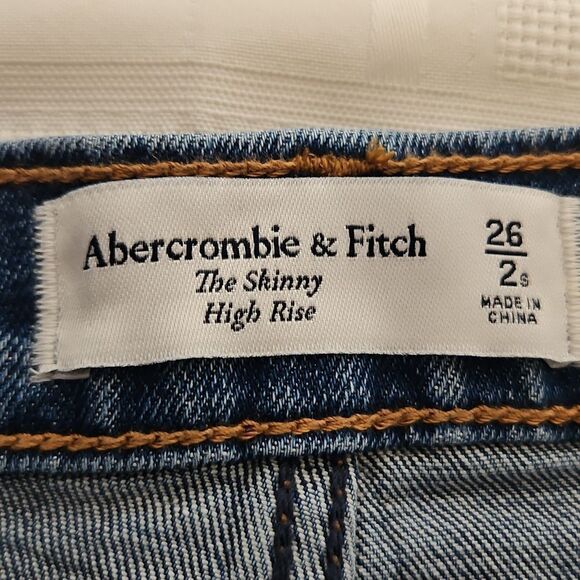 Abercrombie & Fitch
The Skinny
High Rise
26
2s
MADE IN
CHINA